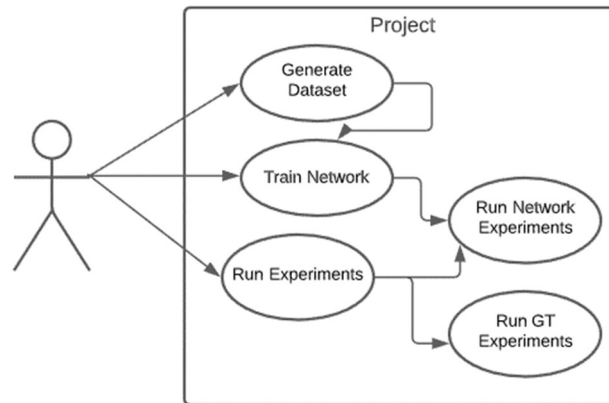 Project
Generate
Dataset
Train Network
Run Network
Experiments
Run Experiments
Run GT
Experiments